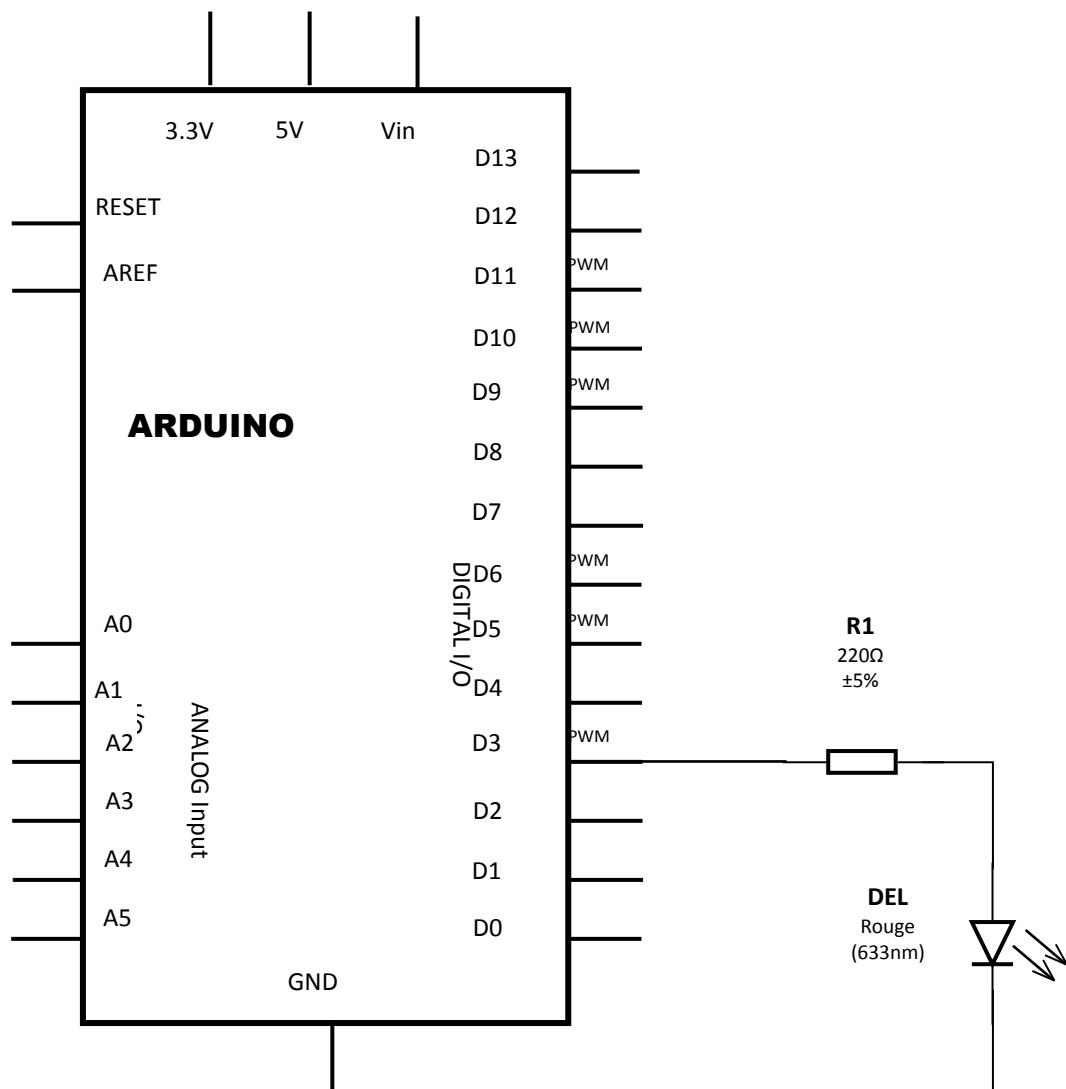 3.3V
5V
Vin
RESET
AREF
ARDUINO
A0
A1
A2
A3
A4
A5
ANALOG Input
D13
D12
D11
PWM
D10
PWM
D9
PWM
D8
D7
D6
PWM
D5
PWM
D4
D3
PWM
D2
D1
D0
DIGITAL I/O
GND
R1
220Ω
±5%
DEL
Rouge
(633nm)